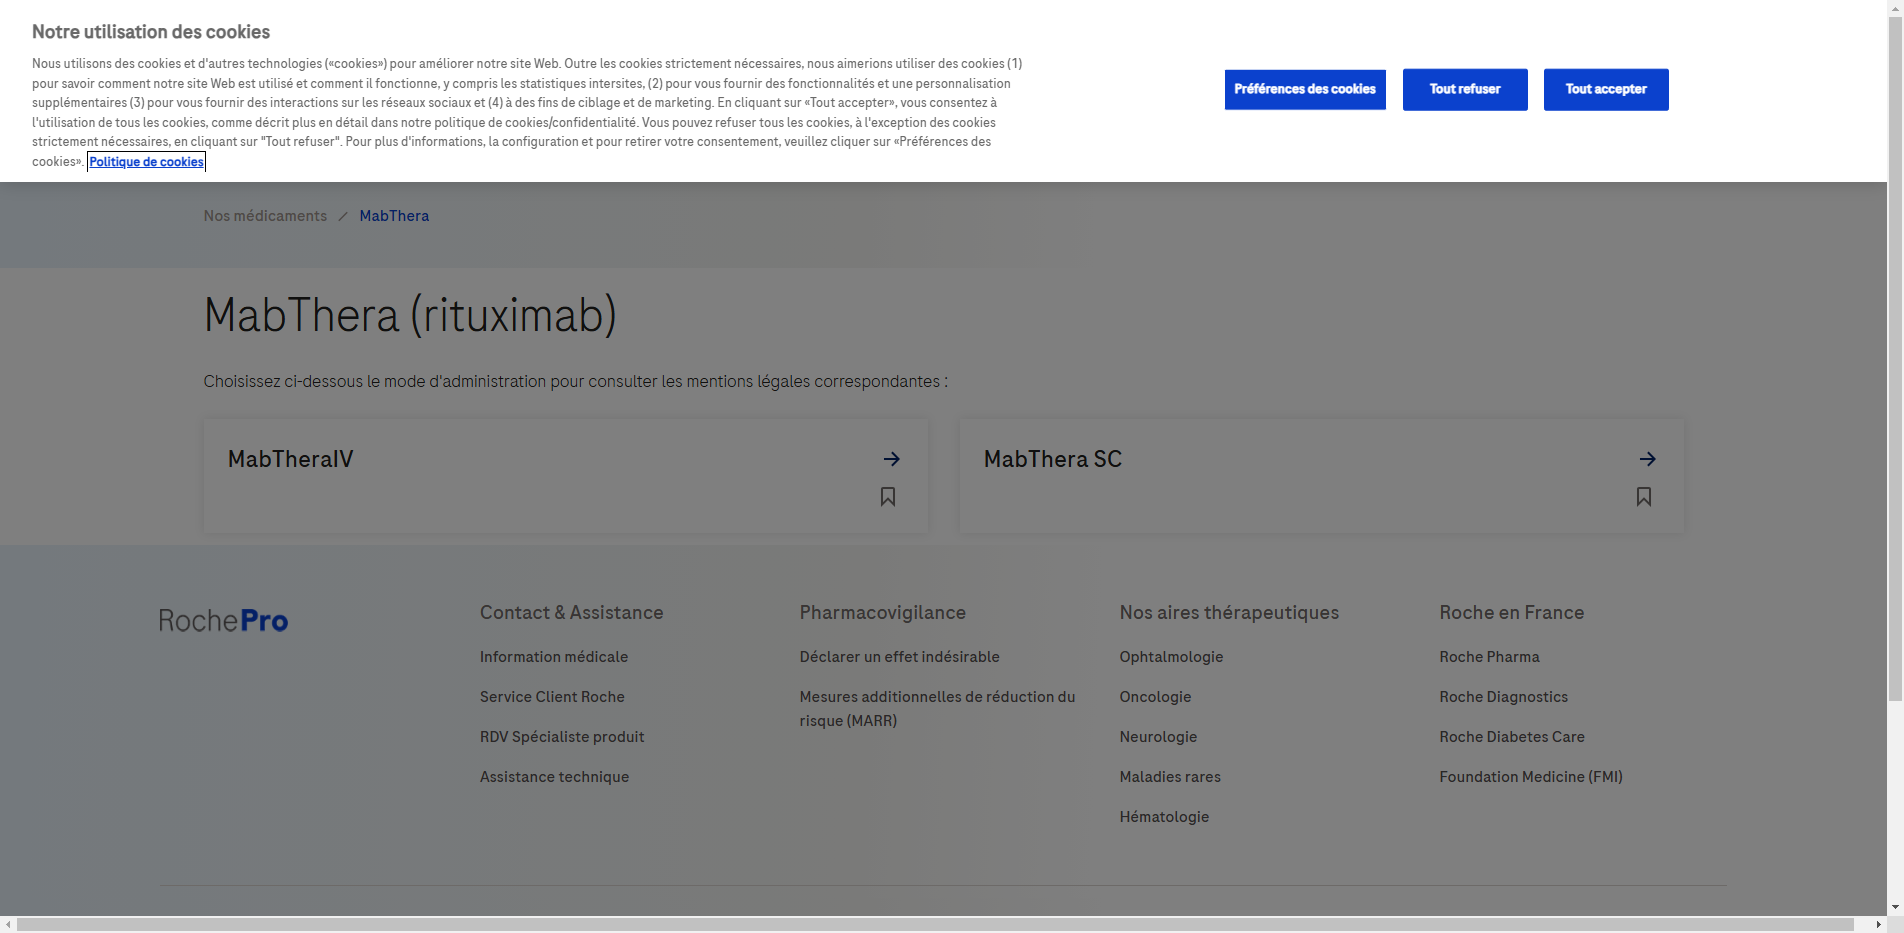 Notre utilisation des cookies
Nous utilisons des cookies et d'autres technologies («cookies») pour améliorer notre site Web. Outre les cookies strictement nécessaires, nous aimerions utiliser des cookies (1)
pour savoir comment notre site Web est utilisé et comment il fonctionne, y compris les statistiques intersites, (2) pour vous fournir des fonctionnalités et une personnalisation
supplémentaires (3) pour vous fournir des interactions sur les réseaux sociaux et (4) à des fins de ciblage et de marketing. En cliquant sur «Tout accepter», vous consentez à
l'utilisation de tous les cookies, comme décrit plus en détail dans notre politique de cookies/confidentialité. Vous pouvez refuser tous les cookies, à l'exception des cookies
strictement nécessaires, en cliquant sur "Tout refuser". Pour plus d'informations, la configuration et pour retirer votre consentement, veuillez cliquer sur «Préférences des
cookies». Politique de cookies
Préférences des cookies
Tout refuser
Tout accepter
Nos médicaments / MabThera
MabThera (rituximab)
Choisissez ci-dessous le mode d'administration pour consulter les mentions légales correspondantes :
MabTheraIV
MabThera SC
RochePro
Contact & Assistance
Information médicale
Service Client Roche
RDV Spécialiste produit
Assistance technique
Pharmacovigilance
Déclarer un effet indésirable
Mesures additionnelles de réduction du
risque (MARR)
Nos aires thérapeutiques
Ophtalmologie
Oncologie
Neurologie
Maladies rares
Hématologie
Roche en France
Roche Pharma
Roche Diagnostics
Roche Diabetes Care
Foundation Medicine (FMI)